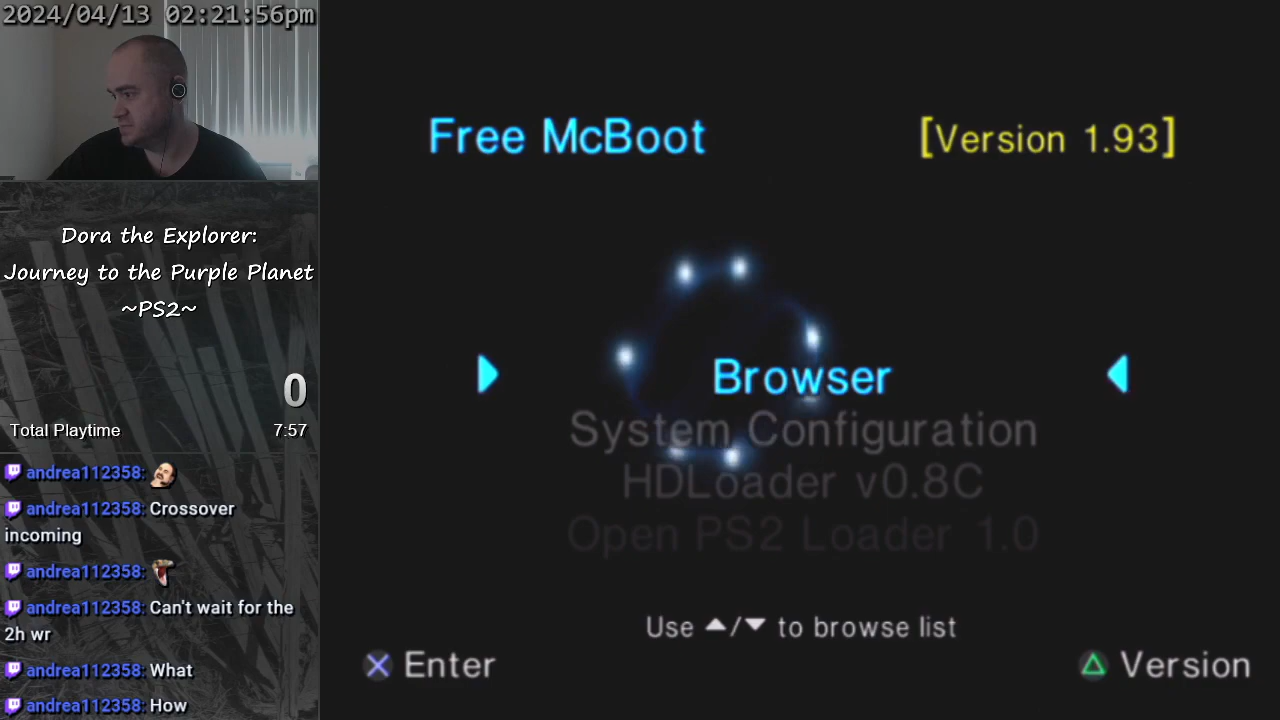 2024/04/13 02:21:56pm
Dora the Explorer:
Journey to the Purple Planet
~PS2~
0
Total Playtime 7:57
andrea112358:
andrea112358: Crossover
incoming
andrea112358:
andrea112358: Can't wait for the
2h wr
andrea112358: What
andrea112358: How
Free McBoot [Version 1.93]
Browser
System Configuration
HDLoader v0.8C
Open PS2 Loader 1.0
Use ▲/▼ to browse list
Enter Version